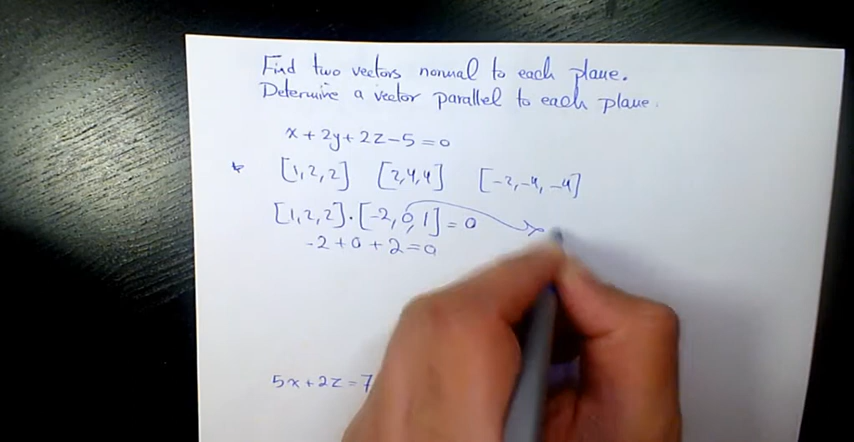 Find two vectors normal to each plane.
Determine a vector parallel to each plane.
x+2y+2z-5=0
* [1,2,2] [2,4,4] [-2,-4,-4]
[1,2,2]·[-2,0,1]=0
-2+0+2=0
5x+2z=7